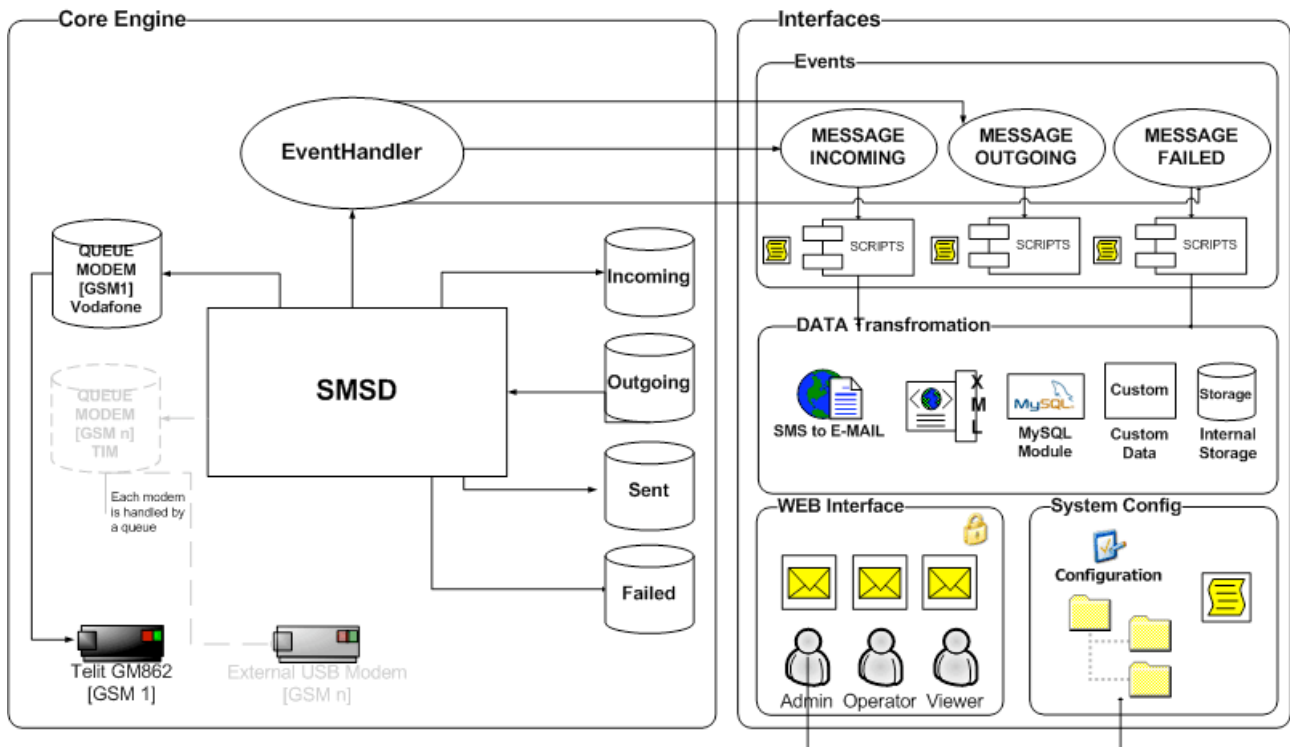 Core Engine
EventHandler
QUEUE
MODEM
[GSM1]
Vodafone
QUEUE
MODEM
[GSM n]
TIM
Each modem
is handled by
a queue
SMSD
Incoming
Outgoing
Sent
Failed
Telit GM862
[GSM 1]
External USB Modem
[GSM n]
Interfaces
Events
MESSAGE
INCOMING
MESSAGE
OUTGOING
MESSAGE
FAILED
SCRIPTS
SCRIPTS
SCRIPTS
DATA Transfromation
SMS to E-MAIL
XML
MySQL
MySQL
Module
Custom
Custom
Data
Storage
Internal
Storage
WEB Interface
Admin
Operator
Viewer
System Config
Configuration